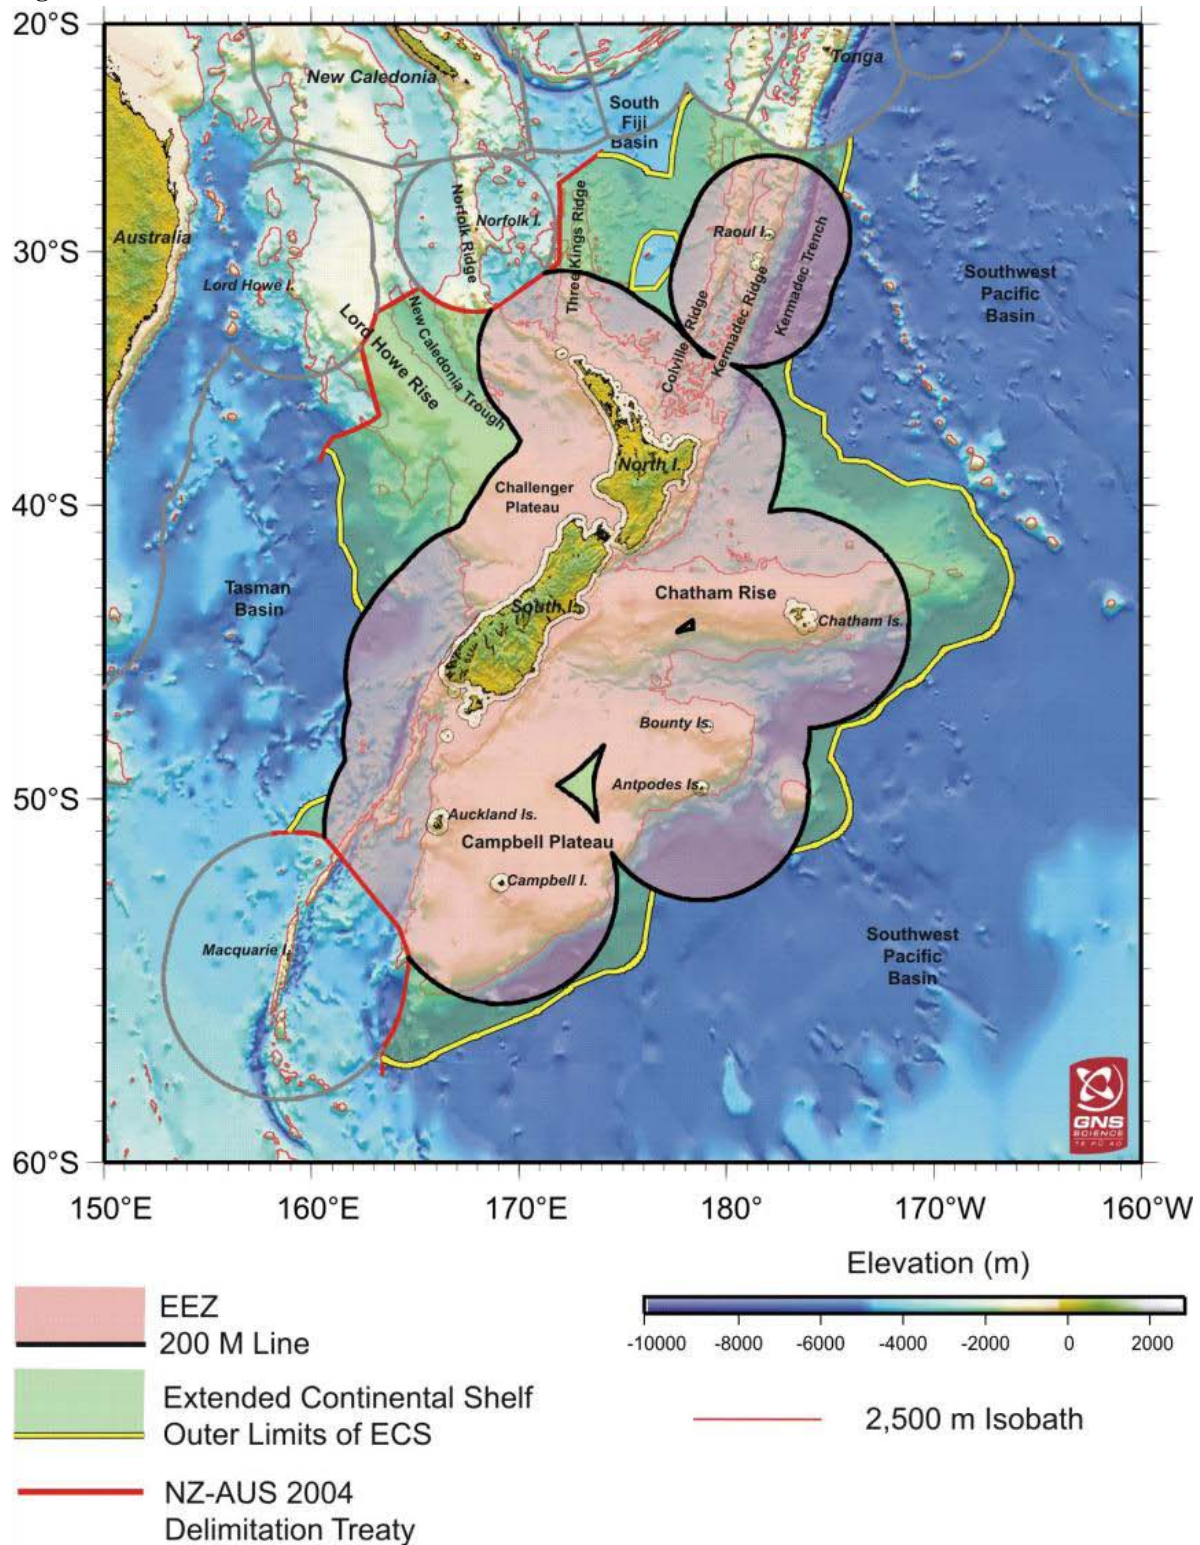 20°S
New Caledonia
Tonga
South
Fiji
Basin
Norfolk Ridge
Norfolk I.
Three Kings Ridge
Raoul I.
Kermadec Trench
Australia
30°S
Lord Howe I.
Southwest
Pacific
Basin
Lord Howe Rise
New Caledonia Trough
Colville Ridge
Kermadec Ridge
North I.
Challenger
Plateau
40°S
Tasman
Basin
South I.
Chatham Rise
Chatham Is.
Bounty Is.
Antpodes Is.
50°S
Auckland Is.
Campbell Plateau
Campbell I.
Macquarie I.
Southwest
Pacific
Basin
GNS
SCIENCE
TE PŪ AO
60°S
150°E 160°E 170°E 180° 170°W 160°W
Elevation (m)
-10000 -8000 -6000 -4000 -2000 0 2000
EEZ
200 M Line
Extended Continental Shelf
Outer Limits of ECS
2,500 m Isobath
NZ-AUS 2004
Delimitation Treaty